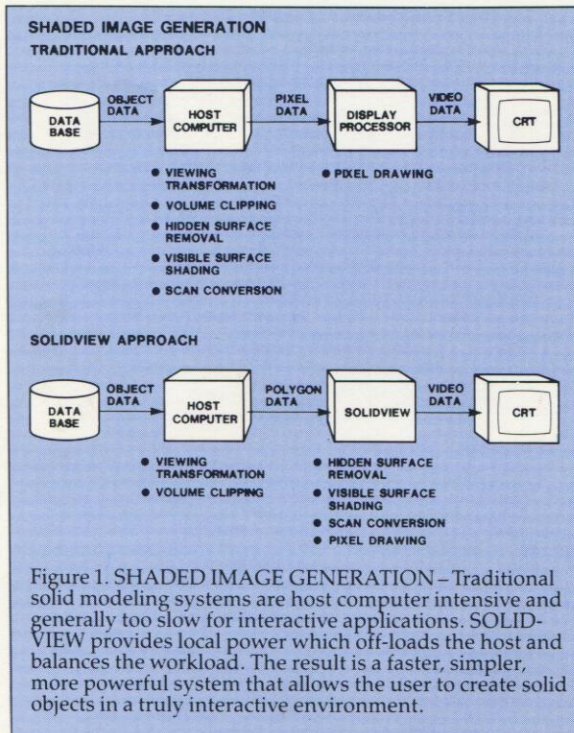 SHADED IMAGE GENERATION
TRADITIONAL APPROACH
DATA BASE
OBJECT DATA
HOST COMPUTER
PIXEL DATA
DISPLAY PROCESSOR
VIDEO DATA
CRT
● VIEWING TRANSFORMATION
● VOLUME CLIPPING
● HIDDEN SURFACE REMOVAL
● VISIBLE SURFACE SHADING
● SCAN CONVERSION
● PIXEL DRAWING
SOLIDVIEW APPROACH
DATA BASE
OBJECT DATA
HOST COMPUTER
POLYGON DATA
SOLIDVIEW
VIDEO DATA
CRT
● VIEWING TRANSFORMATION
● VOLUME CLIPPING
● HIDDEN SURFACE REMOVAL
● VISIBLE SURFACE SHADING
● SCAN CONVERSION
● PIXEL DRAWING
Figure 1. SHADED IMAGE GENERATION – Traditional
solid modeling systems are host computer intensive and
generally too slow for interactive applications. SOLID-
VIEW provides local power which off-loads the host and
balances the workload. The result is a faster, simpler,
more powerful system that allows the user to create solid
objects in a truly interactive environment.